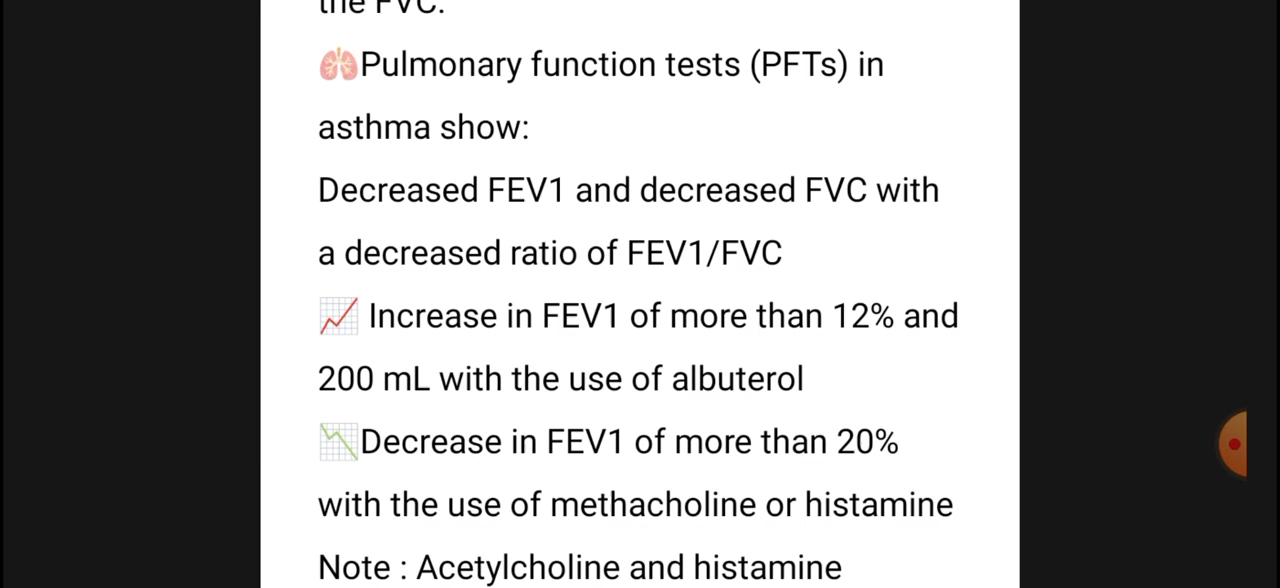 the FVC.
🫁Pulmonary function tests (PFTs) in
asthma show:
Decreased FEV1 and decreased FVC with
a decreased ratio of FEV1/FVC
📈 Increase in FEV1 of more than 12% and
200 mL with the use of albuterol
📉Decrease in FEV1 of more than 20%
with the use of methacholine or histamine
Note : Acetylcholine and histamine